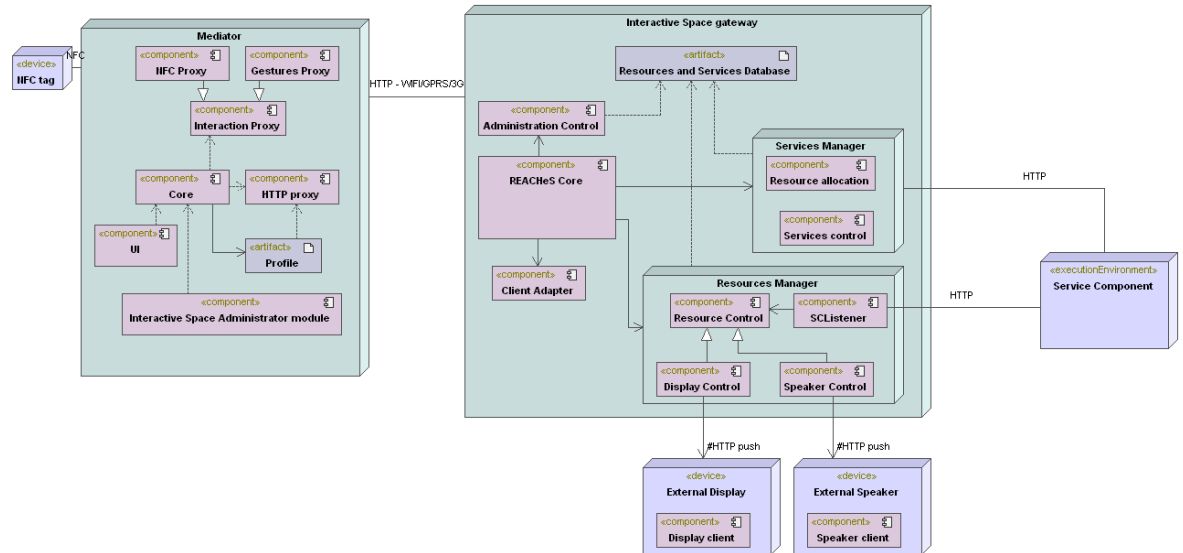 Mediator
Interactive Space gateway
NFC
«device»
NFC tag
«component»
NFC Proxy
«component»
Gestures Proxy
«component»
Interaction Proxy
«component»
Core
«component»
HTTP proxy
«component»
UI
«artifact»
Profile
«component»
Interactive Space Administrator module
HTTP - WIFI/GPRS/3G
«artifact»
Resources and Services Database
«component»
Administration Control
«component»
REACHeS Core
«component»
Client Adapter
Services Manager
«component»
Resource allocation
«component»
Services control
HTTP
«executionEnvironment»
Service Component
Resources Manager
«component»
Resource Control
«component»
SCListener
HTTP
«component»
Display Control
«component»
Speaker Control
#HTTP push
#HTTP push
«device»
External Display
«component»
Display client
«device»
External Speaker
«component»
Speaker client